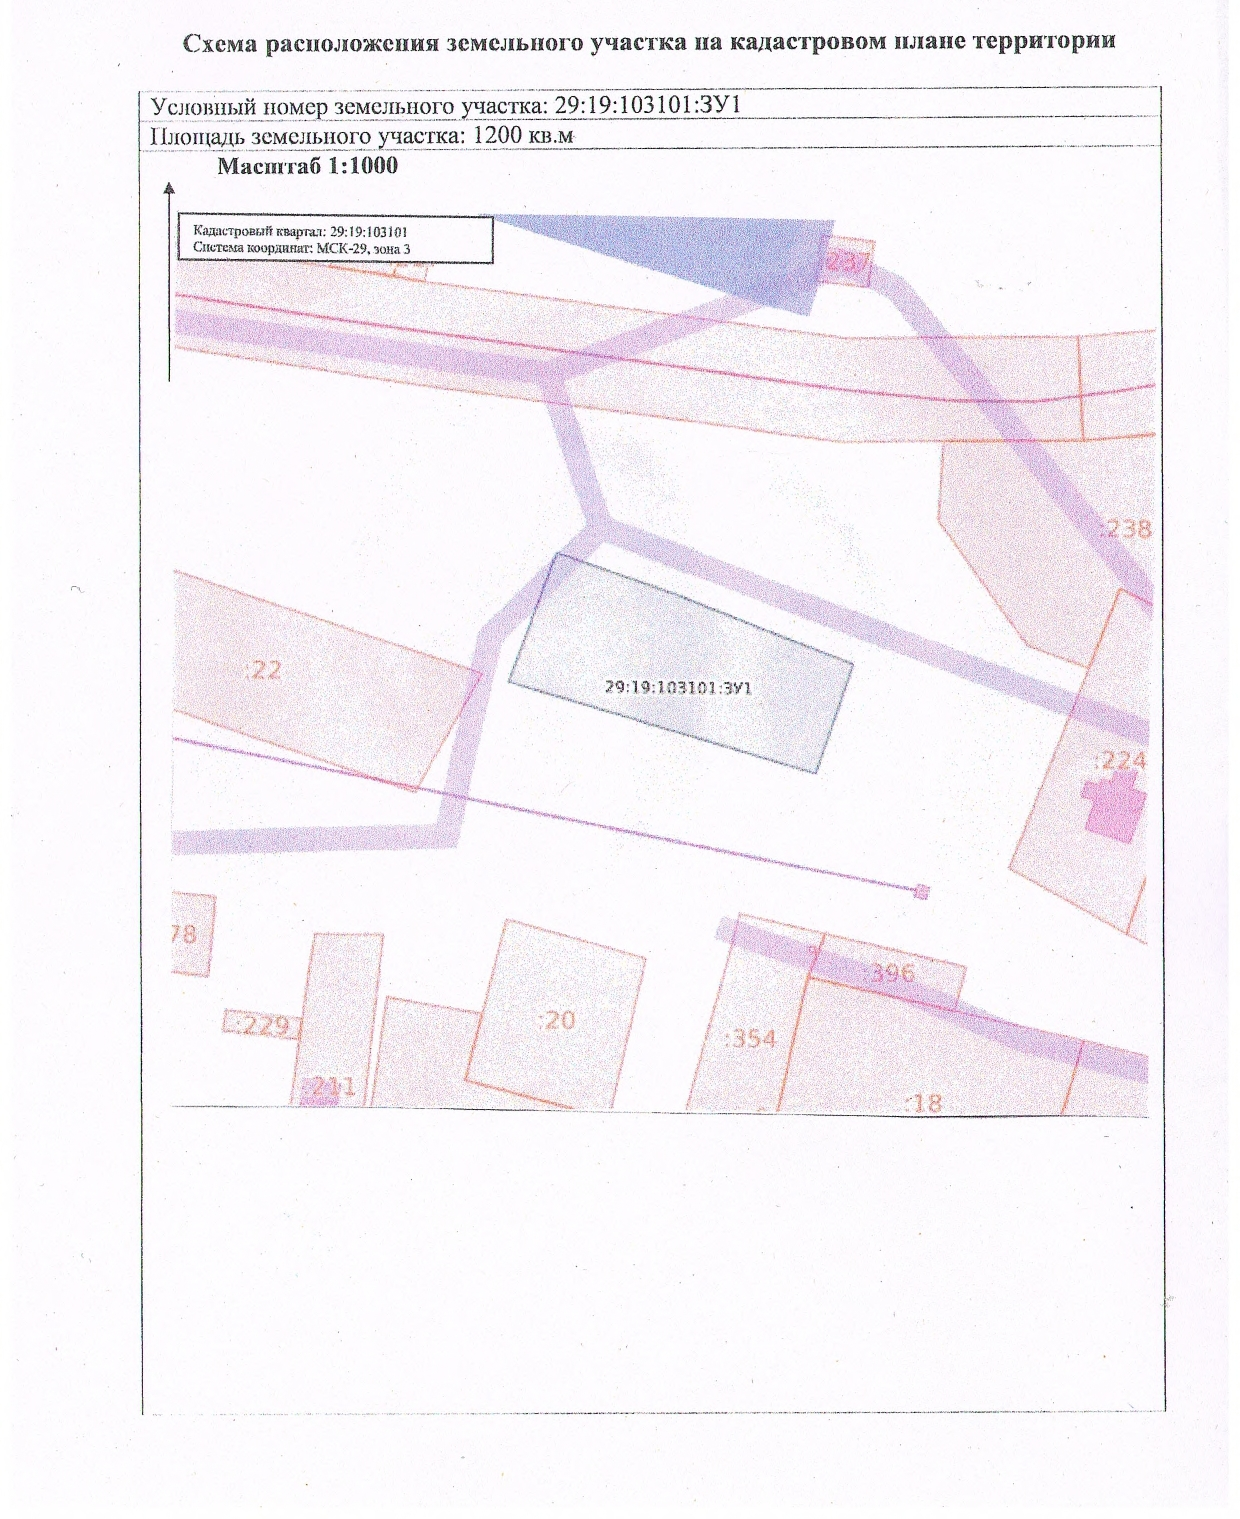 Схема расположения земельного участка на кадастровом плане территории
Условный номер земельного участка: 29:19:103101:ЗУ1
Площадь земельного участка: 1200 кв.м
Масштаб 1:1000
Кадастровый квартал: 29:19:103101
Система координат: МСК-29, зона 3
:237
:238
:22
29:19:103101:ЗУ1
:224
78
:396
:229
:20
:354
:211
:18